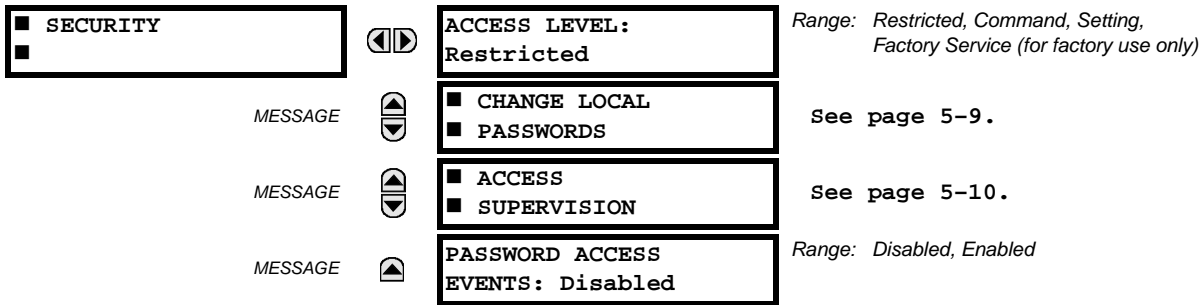 ■ SECURITY
■
ACCESS LEVEL:
Restricted
Range: Restricted, Command, Setting,
Factory Service (for factory use only)
MESSAGE
■ CHANGE LOCAL
■ PASSWORDS
See page 5–9.
MESSAGE
■ ACCESS
■ SUPERVISION
See page 5–10.
MESSAGE
PASSWORD ACCESS
EVENTS: Disabled
Range: Disabled, Enabled